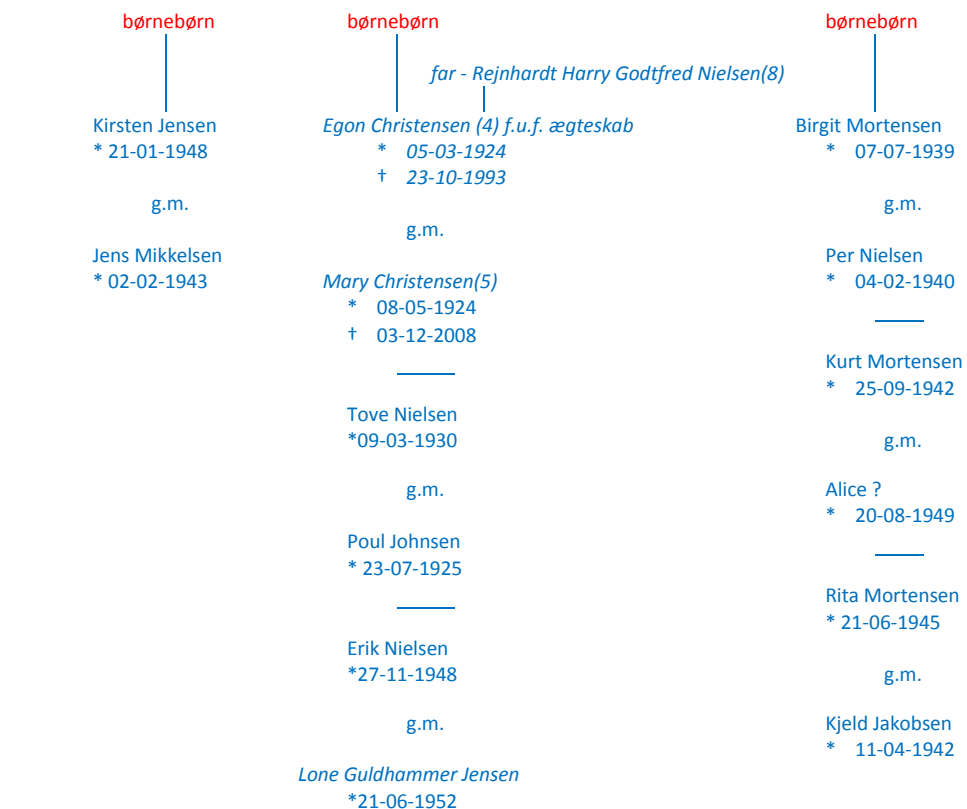 børnebørn
Kirsten Jensen
* 21-01-1948
g.m.
Jens Mikkelsen
* 02-02-1943
børnebørn
far - Rejnhardt Harry Godtfred Nielsen(8)
Egon Christensen (4) f.u.f. ægteskab
* 05-03-1924
† 23-10-1993
g.m.
Mary Christensen(5)
* 08-05-1924
† 03-12-2008
Tove Nielsen
*09-03-1930
g.m.
Poul Johnsen
* 23-07-1925
Erik Nielsen
*27-11-1948
g.m.
Lone Guldhammer Jensen
*21-06-1952
børnebørn
Birgit Mortensen
* 07-07-1939
g.m.
Per Nielsen
* 04-02-1940
Kurt Mortensen
* 25-09-1942
g.m.
Alice ?
* 20-08-1949
Rita Mortensen
* 21-06-1945
g.m.
Kjeld Jakobsen
* 11-04-1942